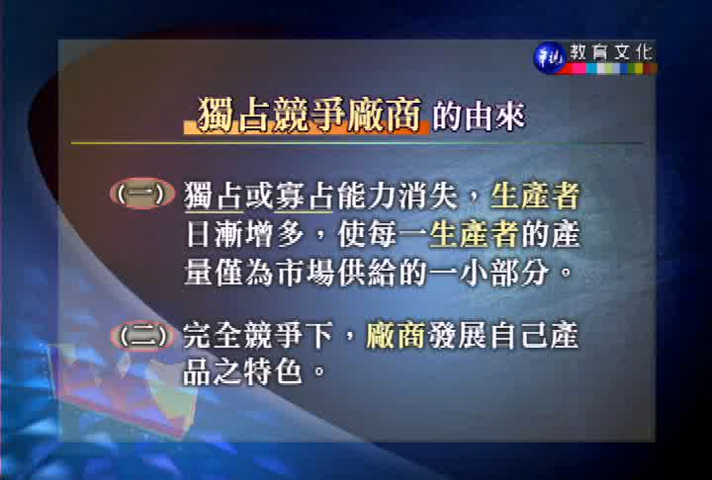 華視 教育文化
獨占競爭廠商 的由來
(一) 獨占或寡占能力消失，生產者
日漸增多，使每一生產者的產
量僅為市場供給的一小部分。
(二) 完全競爭下，廠商發展自己產
品之特色。